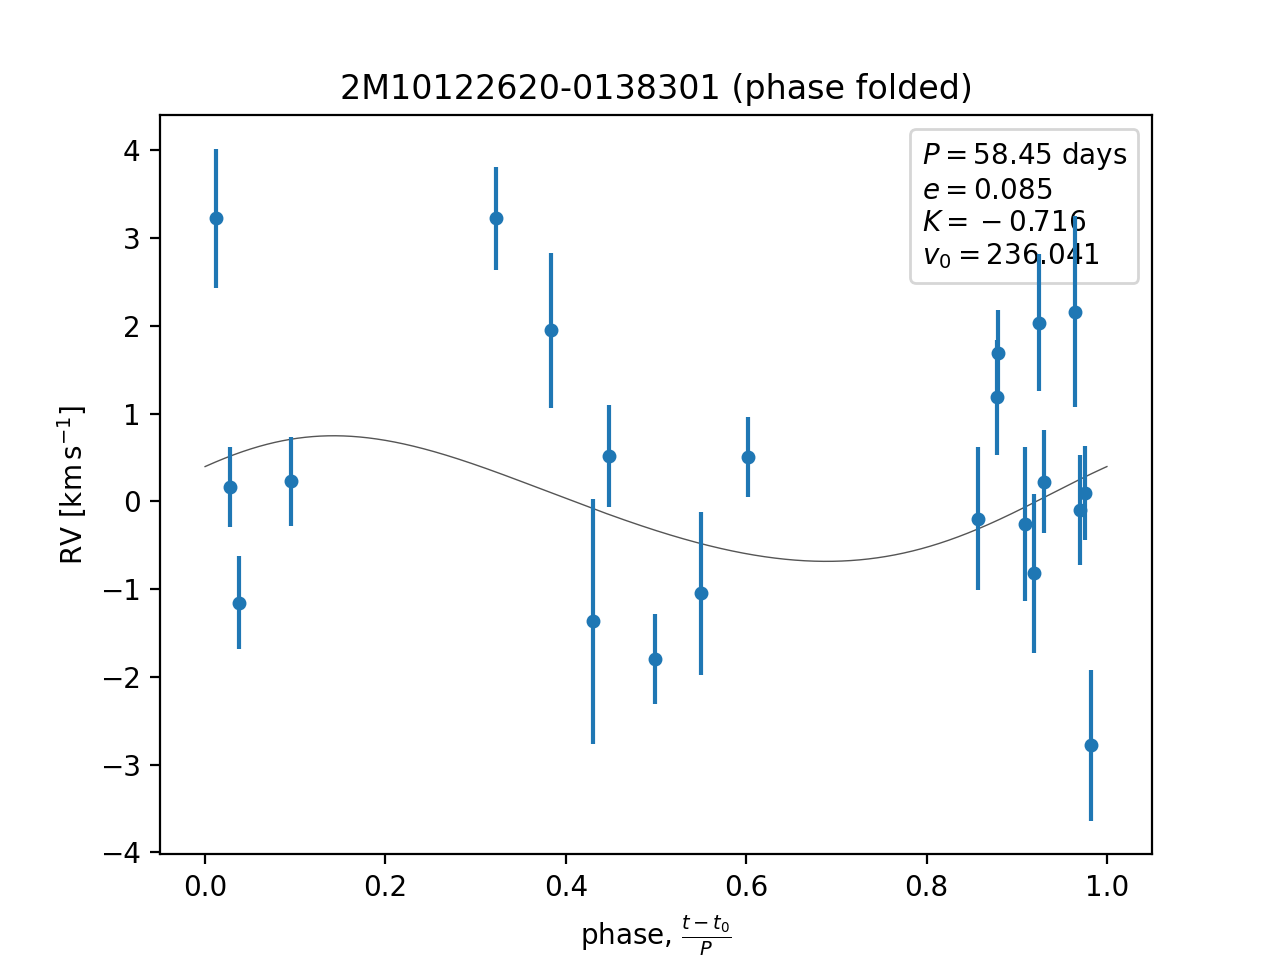 2M10122620-0138301 (phase folded)
P = 58.45 days
e = 0.085
K = −0.716
v₀ = 236.041
4
3
2
1
0
−1
−2
−3
−4
RV [km s⁻¹]
0.0 0.2 0.4 0.6 0.8 1.0
phase, (t − t₀)/P